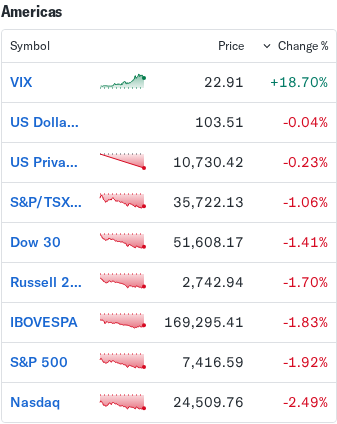 Americas
Symbol Price Change %
VIX 22.91 +18.70%
US Dolla... 103.51 -0.04%
US Priva... 10,730.42 -0.23%
S&P/TSX... 35,722.13 -1.06%
Dow 30 51,608.17 -1.41%
Russell 2... 2,742.94 -1.70%
IBOVESPA 169,295.41 -1.83%
S&P 500 7,416.59 -1.92%
Nasdaq 24,509.76 -2.49%